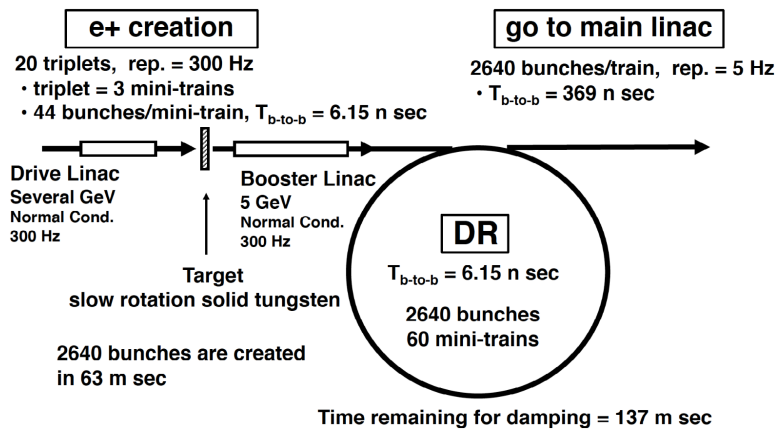 e+ creation
20 triplets, rep. = 300 Hz
・triplet = 3 mini-trains
・44 bunches/mini-train, Tb-to-b = 6.15 n sec
go to main linac
2640 bunches/train, rep. = 5 Hz
・Tb-to-b = 369 n sec
Drive Linac
Several GeV
Normal Cond.
300 Hz
Booster Linac
5 GeV
Normal Cond.
300 Hz
Target
slow rotation solid tungsten
DR
Tb-to-b = 6.15 n sec
2640 bunches
60 mini-trains
2640 bunches are created
in 63 m sec
Time remaining for damping = 137 m sec